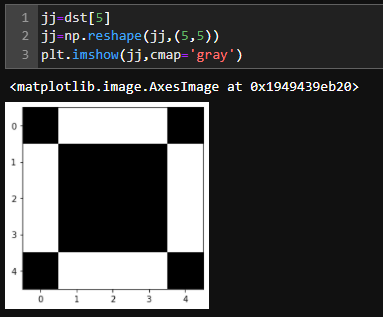 1 jj=dst[5]
2 jj=np.reshape(jj,(5,5))
3 plt.imshow(jj,cmap='gray')
<matplotlib.image.AxesImage at 0x1949439eb20>
0
1
2
3
4
0 1 2 3 4